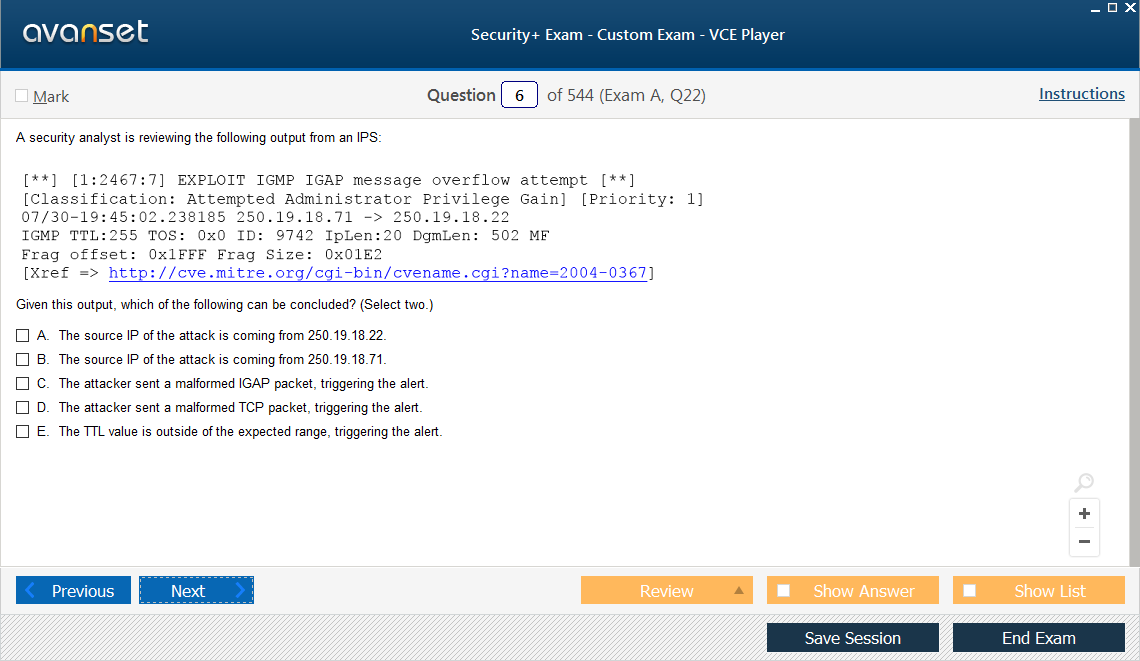 avanset
Security+ Exam - Custom Exam - VCE Player
Mark
Question 6 of 544 (Exam A, Q22)
Instructions
A security analyst is reviewing the following output from an IPS:
[**] [1:2467:7] EXPLOIT IGMP IGAP message overflow attempt [**]
[Classification: Attempted Administrator Privilege Gain] [Priority: 1]
07/30-19:45:02.238185 250.19.18.71 -> 250.19.18.22
IGMP TTL:255 TOS: 0x0 ID: 9742 IpLen:20 DgmLen: 502 MF
Frag offset: 0x1FFF Frag Size: 0x01E2
[Xref => http://cve.mitre.org/cgi-bin/cvename.cgi?name=2004-0367]
Given this output, which of the following can be concluded? (Select two.)
A. The source IP of the attack is coming from 250.19.18.22.
B. The source IP of the attack is coming from 250.19.18.71.
C. The attacker sent a malformed IGAP packet, triggering the alert.
D. The attacker sent a malformed TCP packet, triggering the alert.
E. The TTL value is outside of the expected range, triggering the alert.
Previous
Next
Review
Show Answer
Show List
Save Session
End Exam